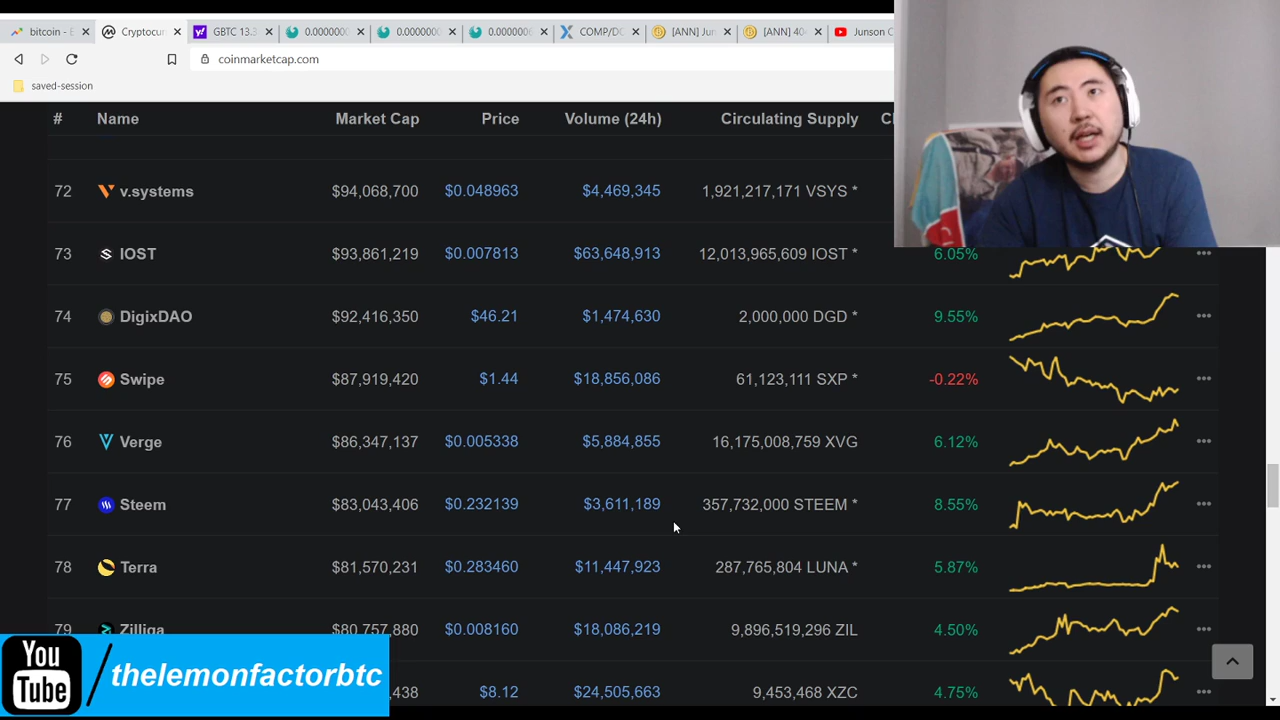 bitcoin - E
Cryptocur
GBTC 13.3
0.0000000
0.0000000
0.0000000
COMP/DO
[ANN] Jun
[ANN] 404
Junson C
coinmarketcap.com
saved-session
# Name Market Cap Price Volume (24h) Circulating Supply
72 v.systems $94,068,700 $0.048963 $4,469,345 1,921,217,171 VSYS *
73 IOST $93,861,219 $0.007813 $63,648,913 12,013,965,609 IOST * 6.05%
74 DigixDAO $92,416,350 $46.21 $1,474,630 2,000,000 DGD * 9.55%
75 Swipe $87,919,420 $1.44 $18,856,086 61,123,111 SXP * -0.22%
76 Verge $86,347,137 $0.005338 $5,884,855 16,175,008,759 XVG 6.12%
77 Steem $83,043,406 $0.232139 $3,611,189 357,732,000 STEEM * 8.55%
78 Terra $81,570,231 $0.283460 $11,447,923 287,765,804 LUNA * 5.87%
79 Zilliqa $80,757,880 $0.008160 $18,086,219 9,896,519,296 ZIL 4.50%
438 $8.12 $24,505,663 9,453,468 XZC 4.75%
You
Tube
/thelemonfactorbtc